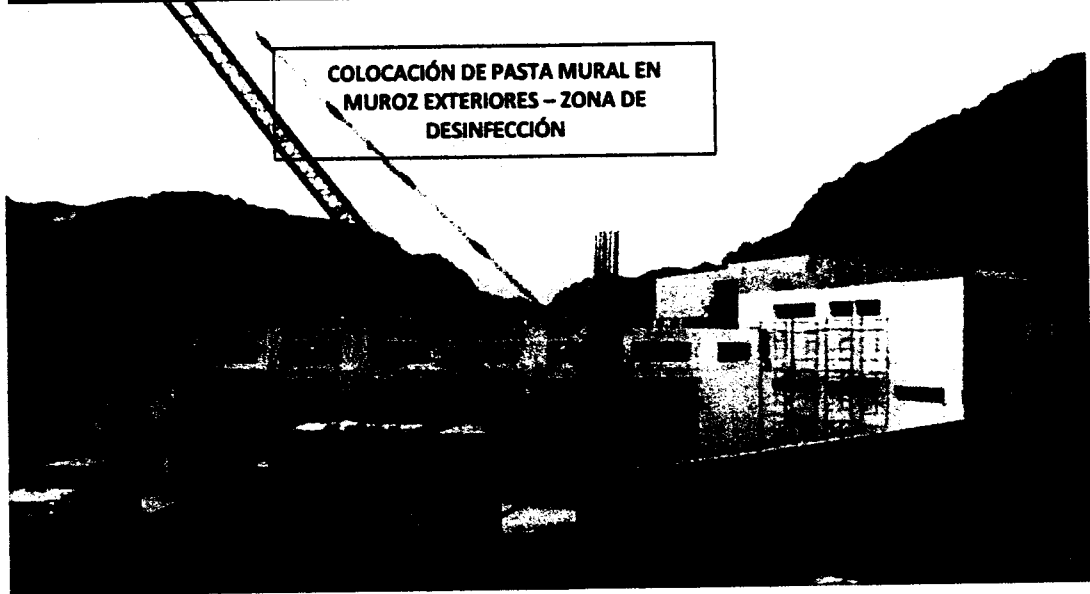 COLOCACIÓN DE PASTA MURAL EN
MUROZ EXTERIORES – ZONA DE
DESINFECCIÓN